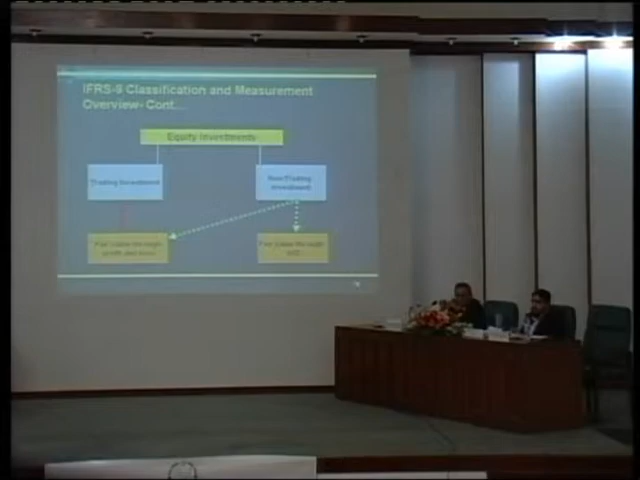 IFRS-9 Classification and Measurement
Overview- Cont...
Equity Investments
Trading Investment
Non-Trading
Investment
Fair value through
profit and loss
Fair Value through
OCI